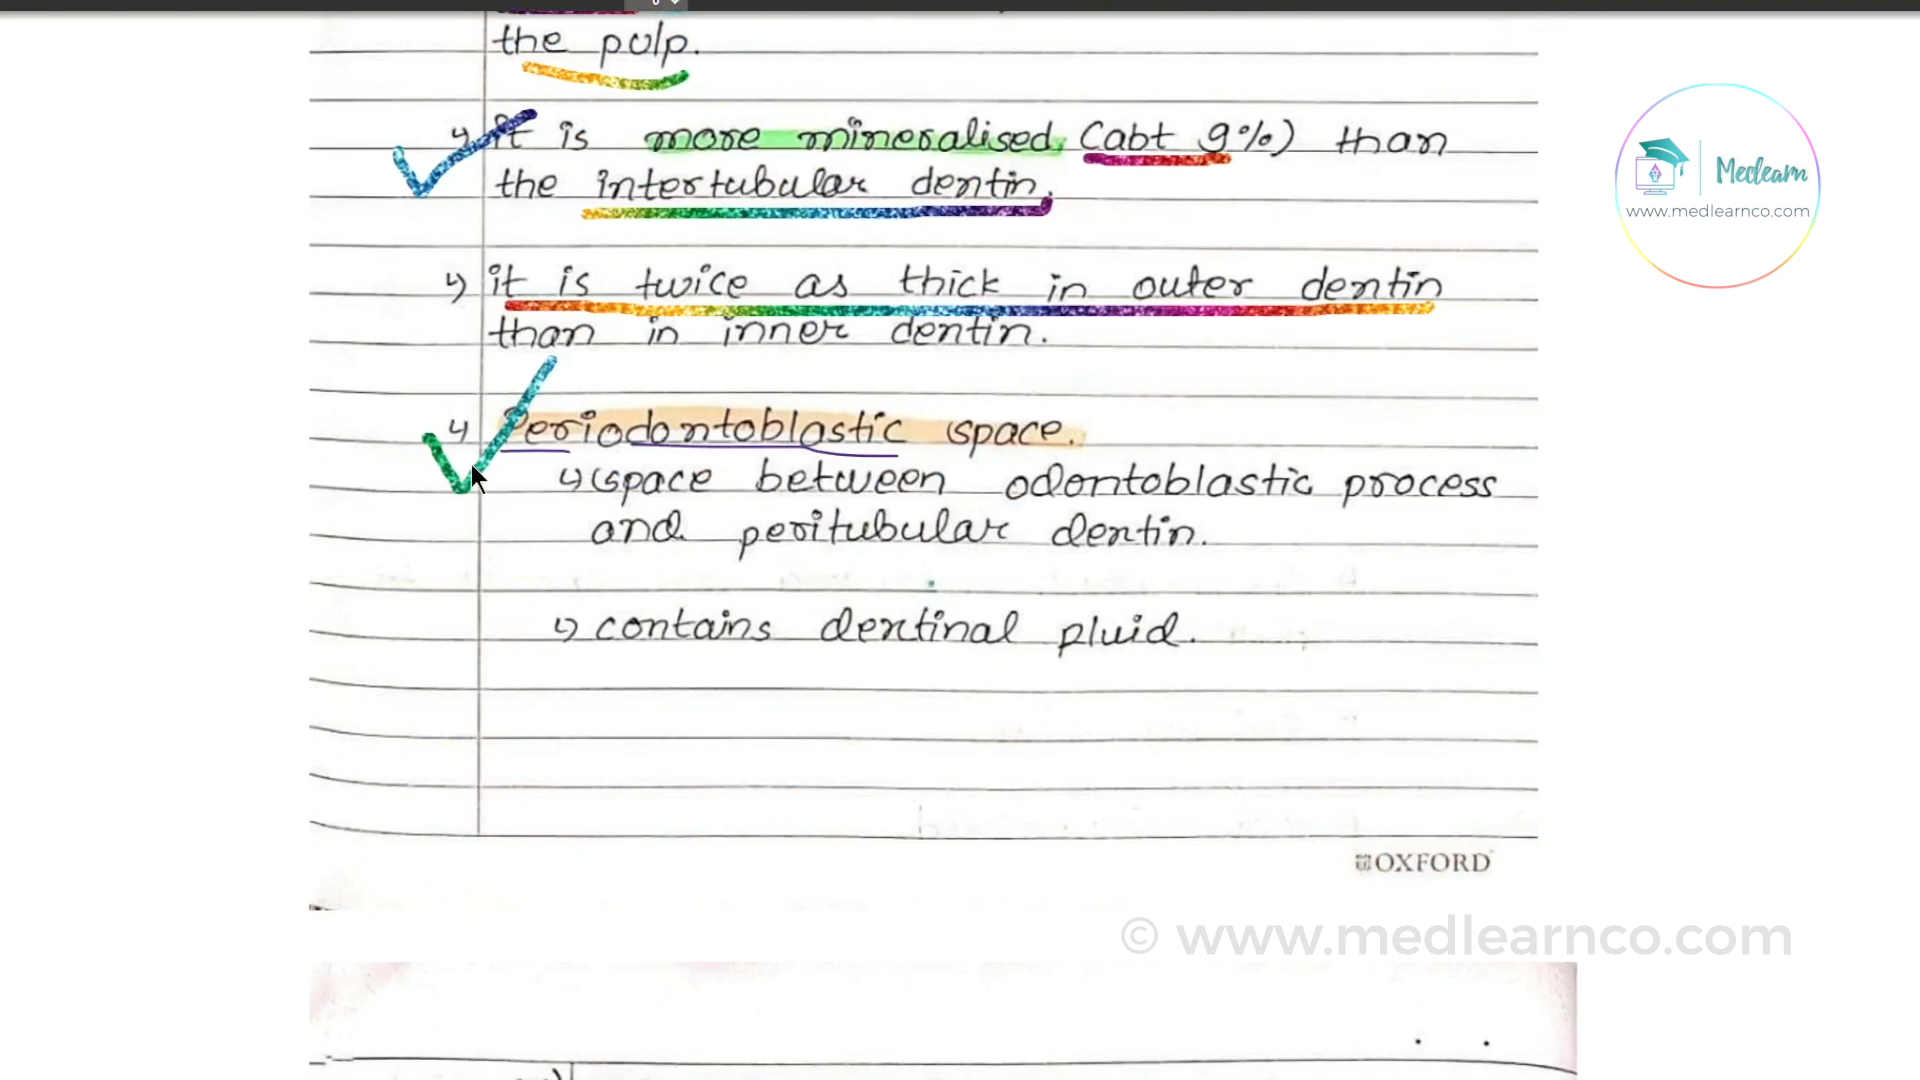 the pulp.
↳ it is more mineralised (abt 9%) than
the intertubular dentin.
↳ it is twice as thick in outer dentin
than in inner dentin.
↳ Periodontoblastic space.
↳ space between odontoblastic process
and peritubular dentin.
↳ contains dentinal fluid.
Medlearn
www.medlearnco.com
OXFORD
© www.medlearnco.com